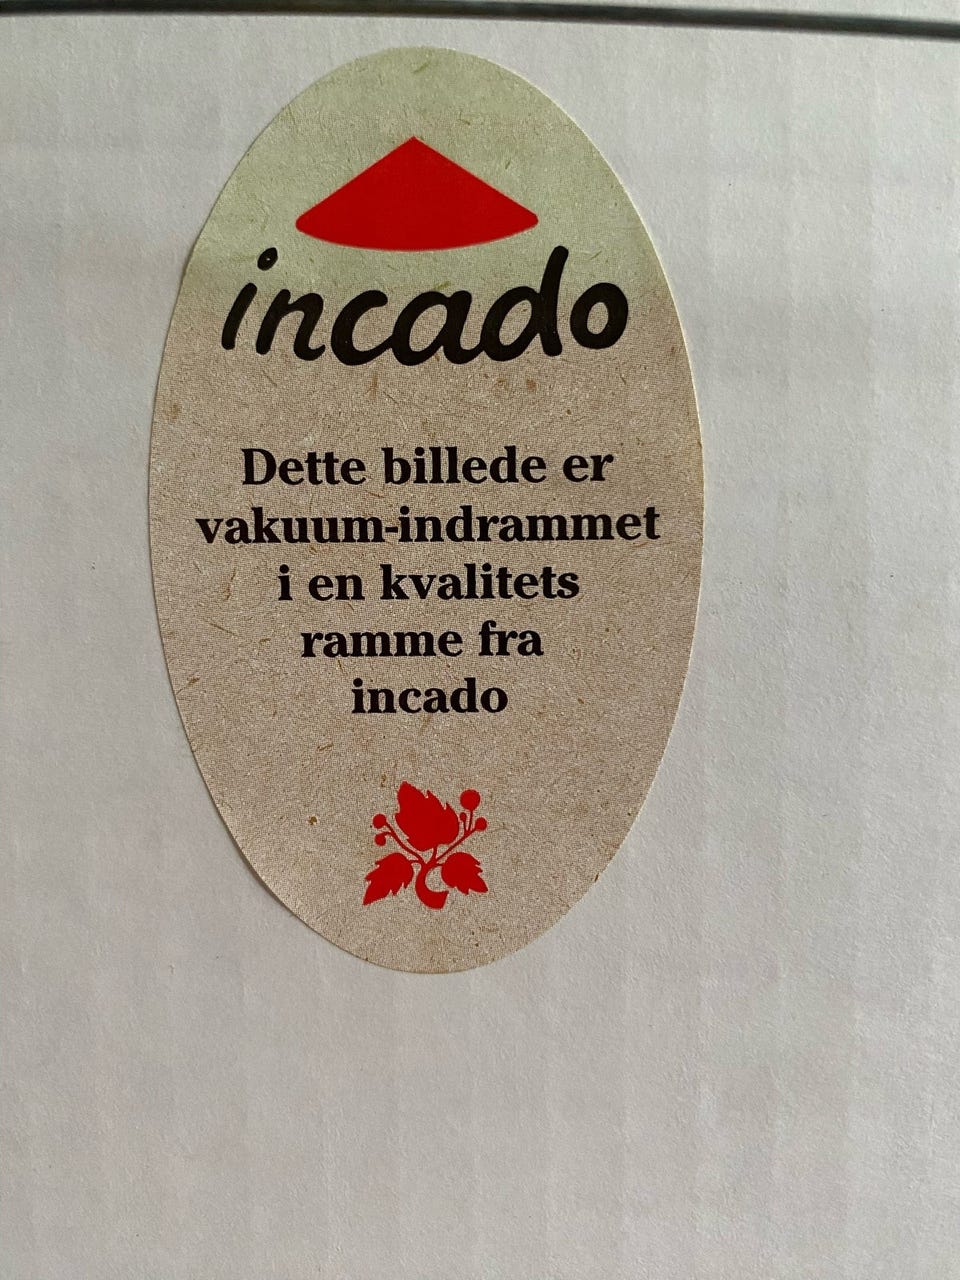 incado
Dette billede er
vakuum-indrammet
i en kvalitets
ramme fra
incado